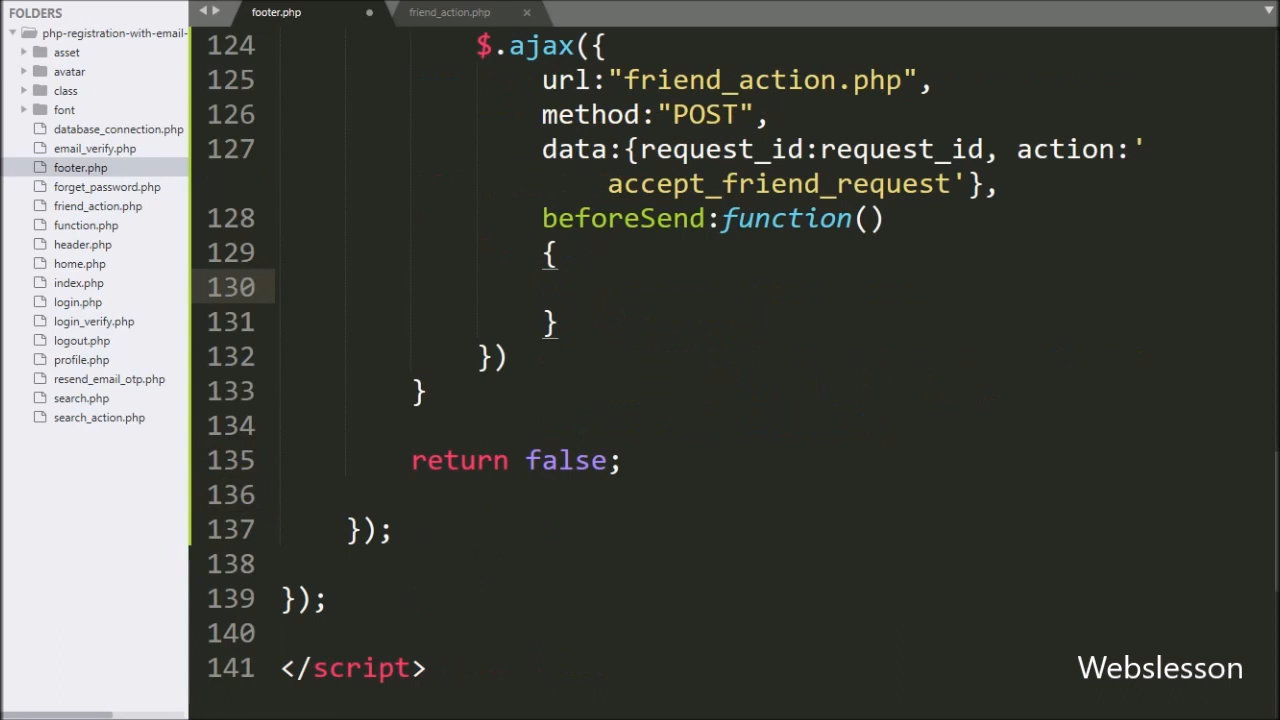 FOLDERS
php-registration-with-email-
asset
avatar
class
font
database_connection.php
email_verify.php
footer.php
forget_password.php
friend_action.php
function.php
header.php
home.php
index.php
login.php
login_verify.php
logout.php
profile.php
resend_email_otp.php
search.php
search_action.php
footer.php
friend_action.php
124 $.ajax({
125 url:"friend_action.php",
126 method:"POST",
127 data:{request_id:request_id, action:'
accept_friend_request'},
128 beforeSend:function()
129 {
130
131 }
132 })
133 }
134
135 return false;
136
137 });
138
139 });
140
141 </script>
Webslesson